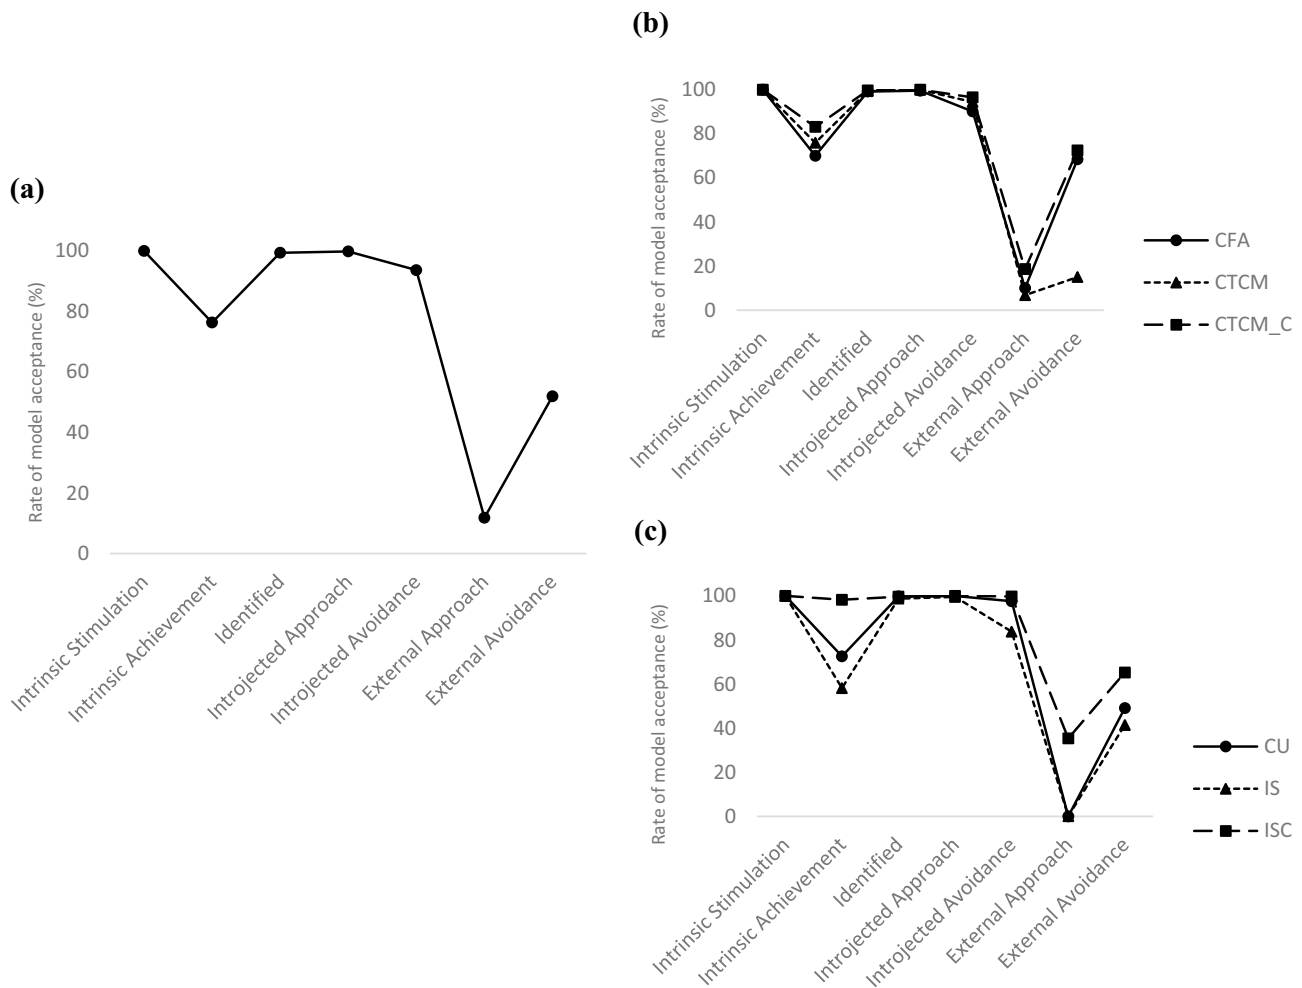 (a)
Rate of model acceptance (%)
100
80
60
40
20
0
Intrinsic Stimulation
Intrinsic Achievement
Identified
Introjected Approach
Introjected Avoidance
External Approach
External Avoidance
(b)
Rate of model acceptance (%)
100
80
60
40
20
0
Intrinsic Stimulation
Intrinsic Achievement
Identified
Introjected Approach
Introjected Avoidance
External Approach
External Avoidance
CFA
CTCM
CTCM_C
(c)
Rate of model acceptance (%)
100
80
60
40
20
0
Intrinsic Stimulation
Intrinsic Achievement
Identified
Introjected Approach
Introjected Avoidance
External Approach
External Avoidance
CU
IS
ISC